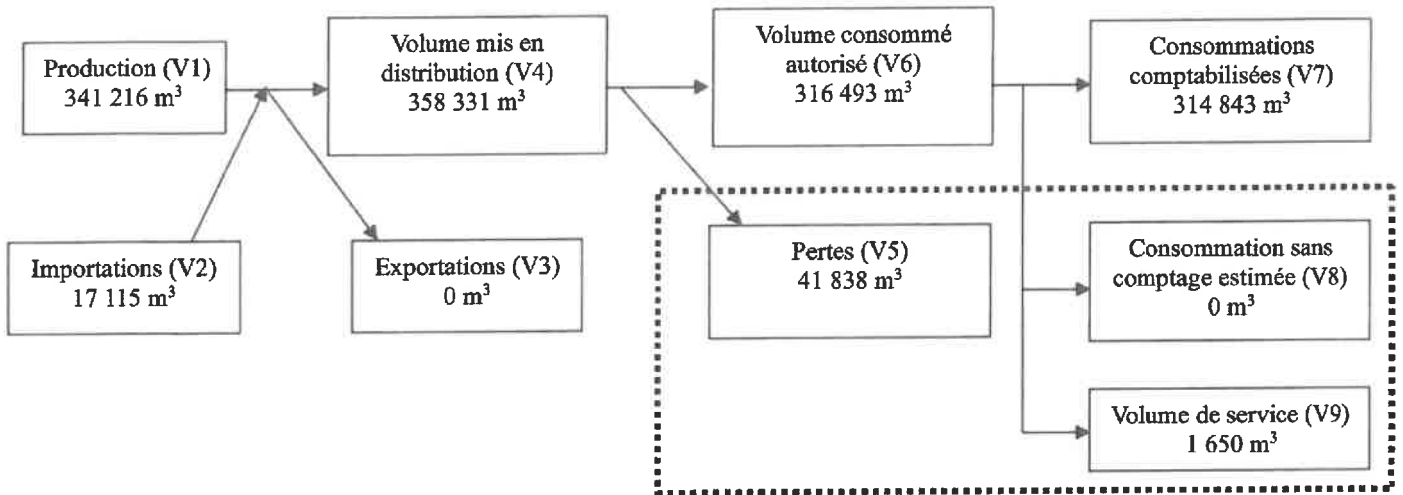 Production (V1)
341 216 m³
Volume mis en
distribution (V4)
358 331 m³
Volume consommé
autorisé (V6)
316 493 m³
Consommations
comptabilisées (V7)
314 843 m³
Importations (V2)
17 115 m³
Exportations (V3)
0 m³
Pertes (V5)
41 838 m³
Consommation sans
comptage estimée (V8)
0 m³
Volume de service (V9)
1 650 m³